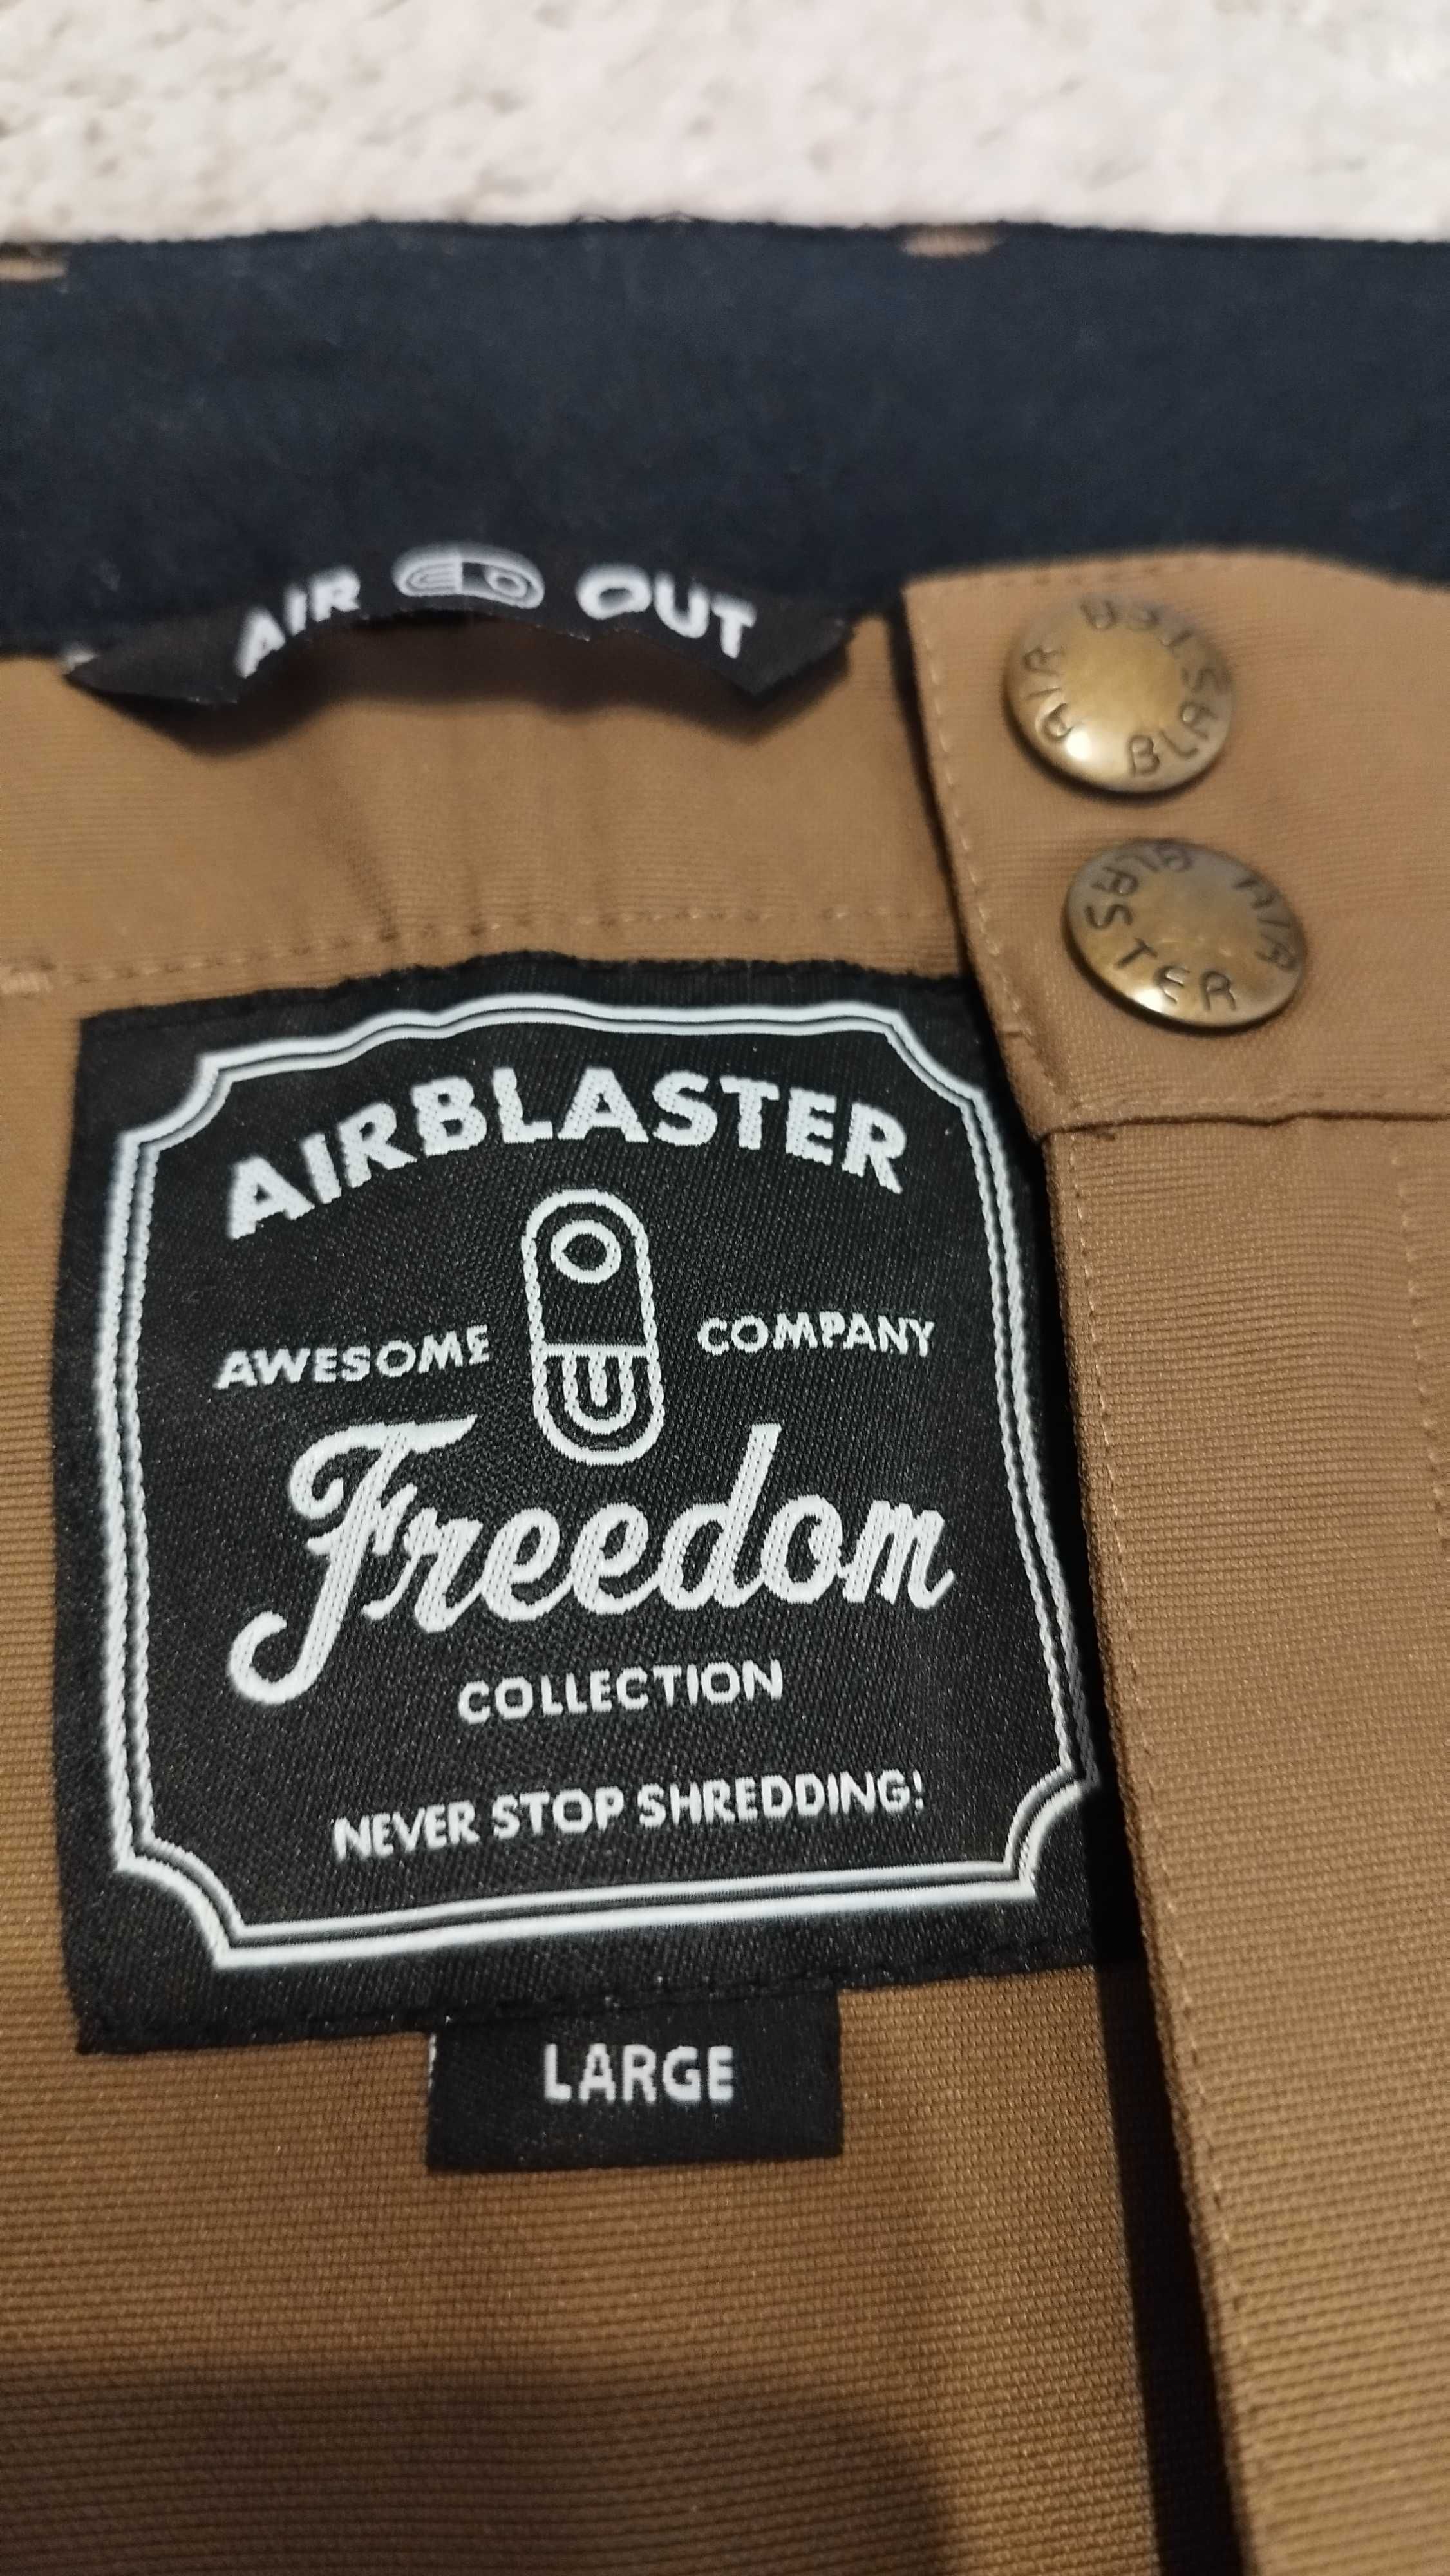 AIR OUT
AIR BLASTER
AIR BLASTER
AIRBLASTER
AWESOME COMPANY
Freedom
COLLECTION
NEVER STOP SHREDDING!
LARGE